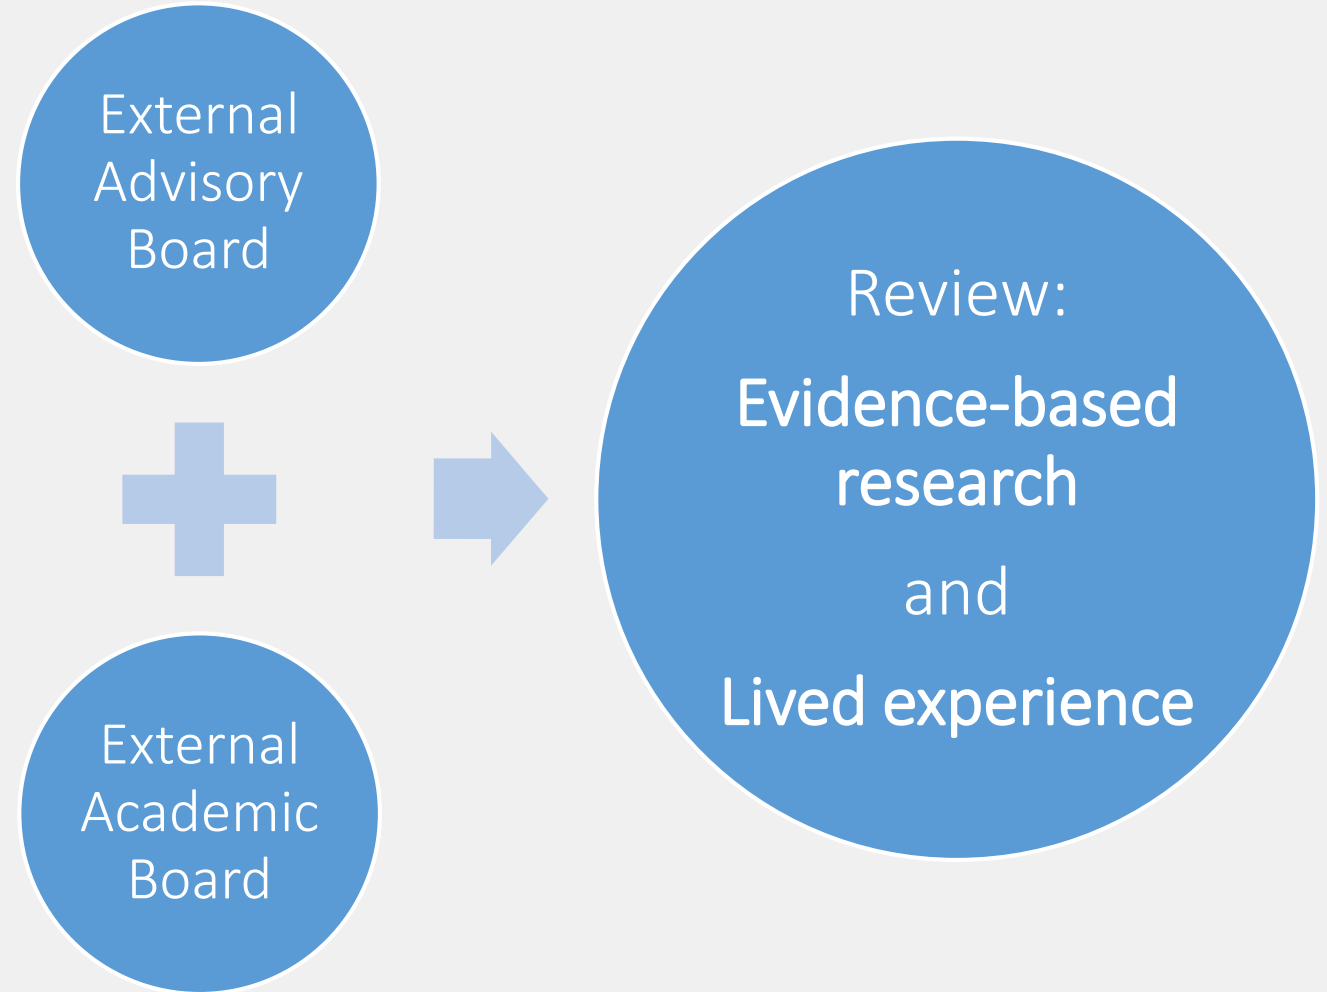 External
Advisory
Board
External
Academic
Board
Review:
Evidence-based
research
and
Lived experience